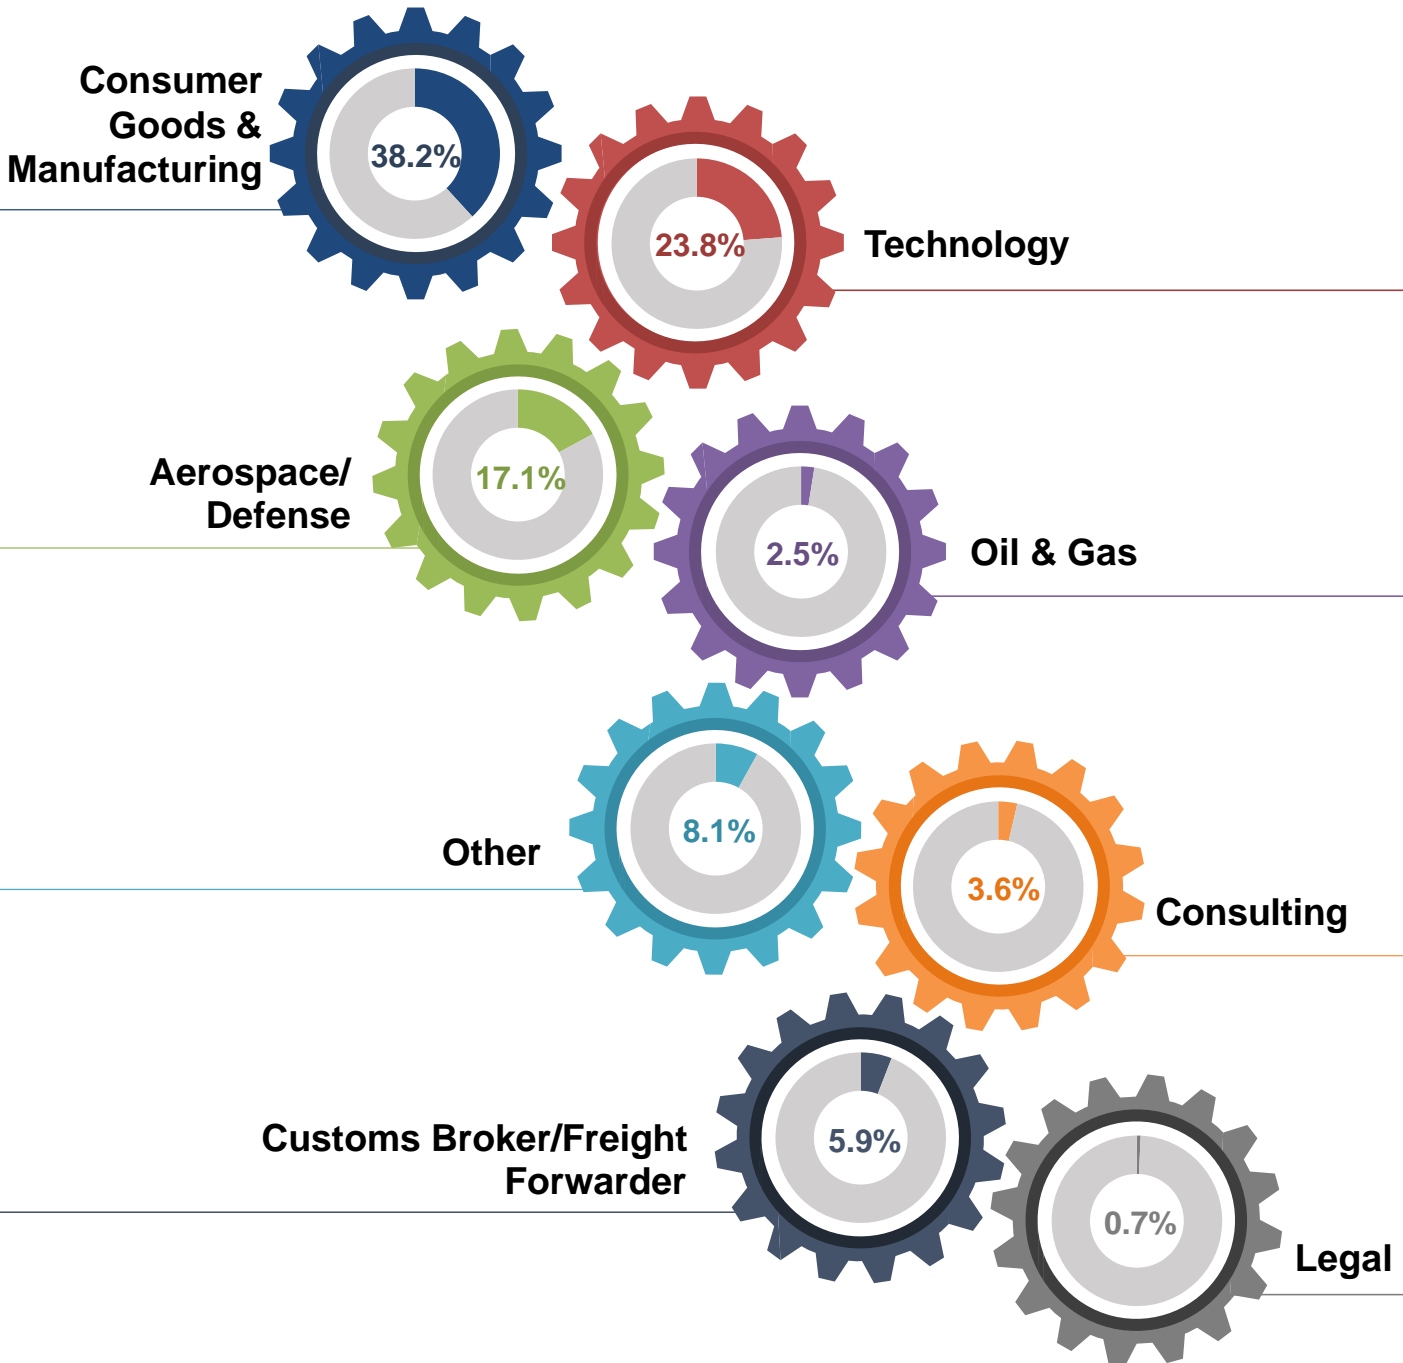 Consumer
Goods &
Manufacturing
38.2%
23.8%
Technology
Aerospace/
Defense
17.1%
2.5%
Oil & Gas
Other
8.1%
3.6%
Consulting
Customs Broker/Freight
Forwarder
5.9%
0.7%
Legal